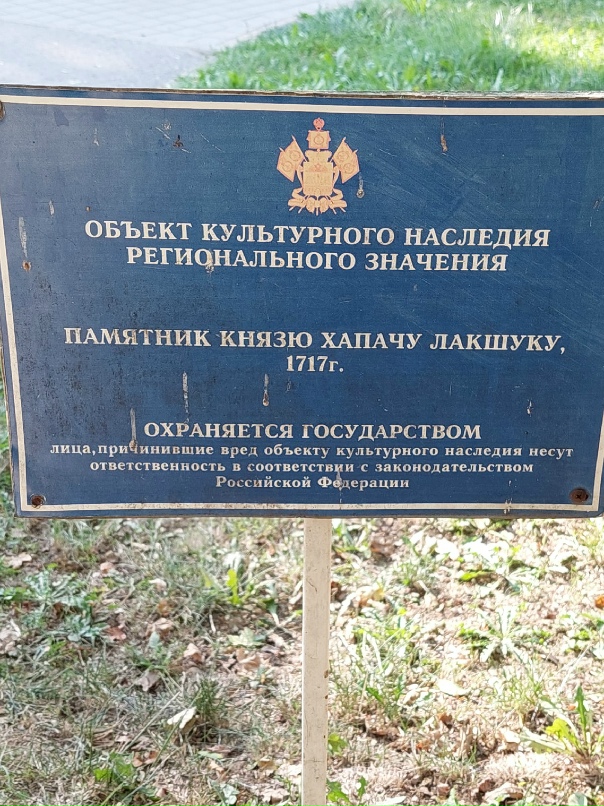 ОБЪЕКТ КУЛЬТУРНОГО НАСЛЕДИЯ
РЕГИОНАЛЬНОГО ЗНАЧЕНИЯ
ПАМЯТНИК КНЯЗЮ ХАПАЧУ ЛАКШУКУ,
1717г.
ОХРАНЯЕТСЯ ГОСУДАРСТВОМ
лица,причинившие вред объекту культурного наследия несут
ответственность в соответствии с законодательством
Российской Федерации